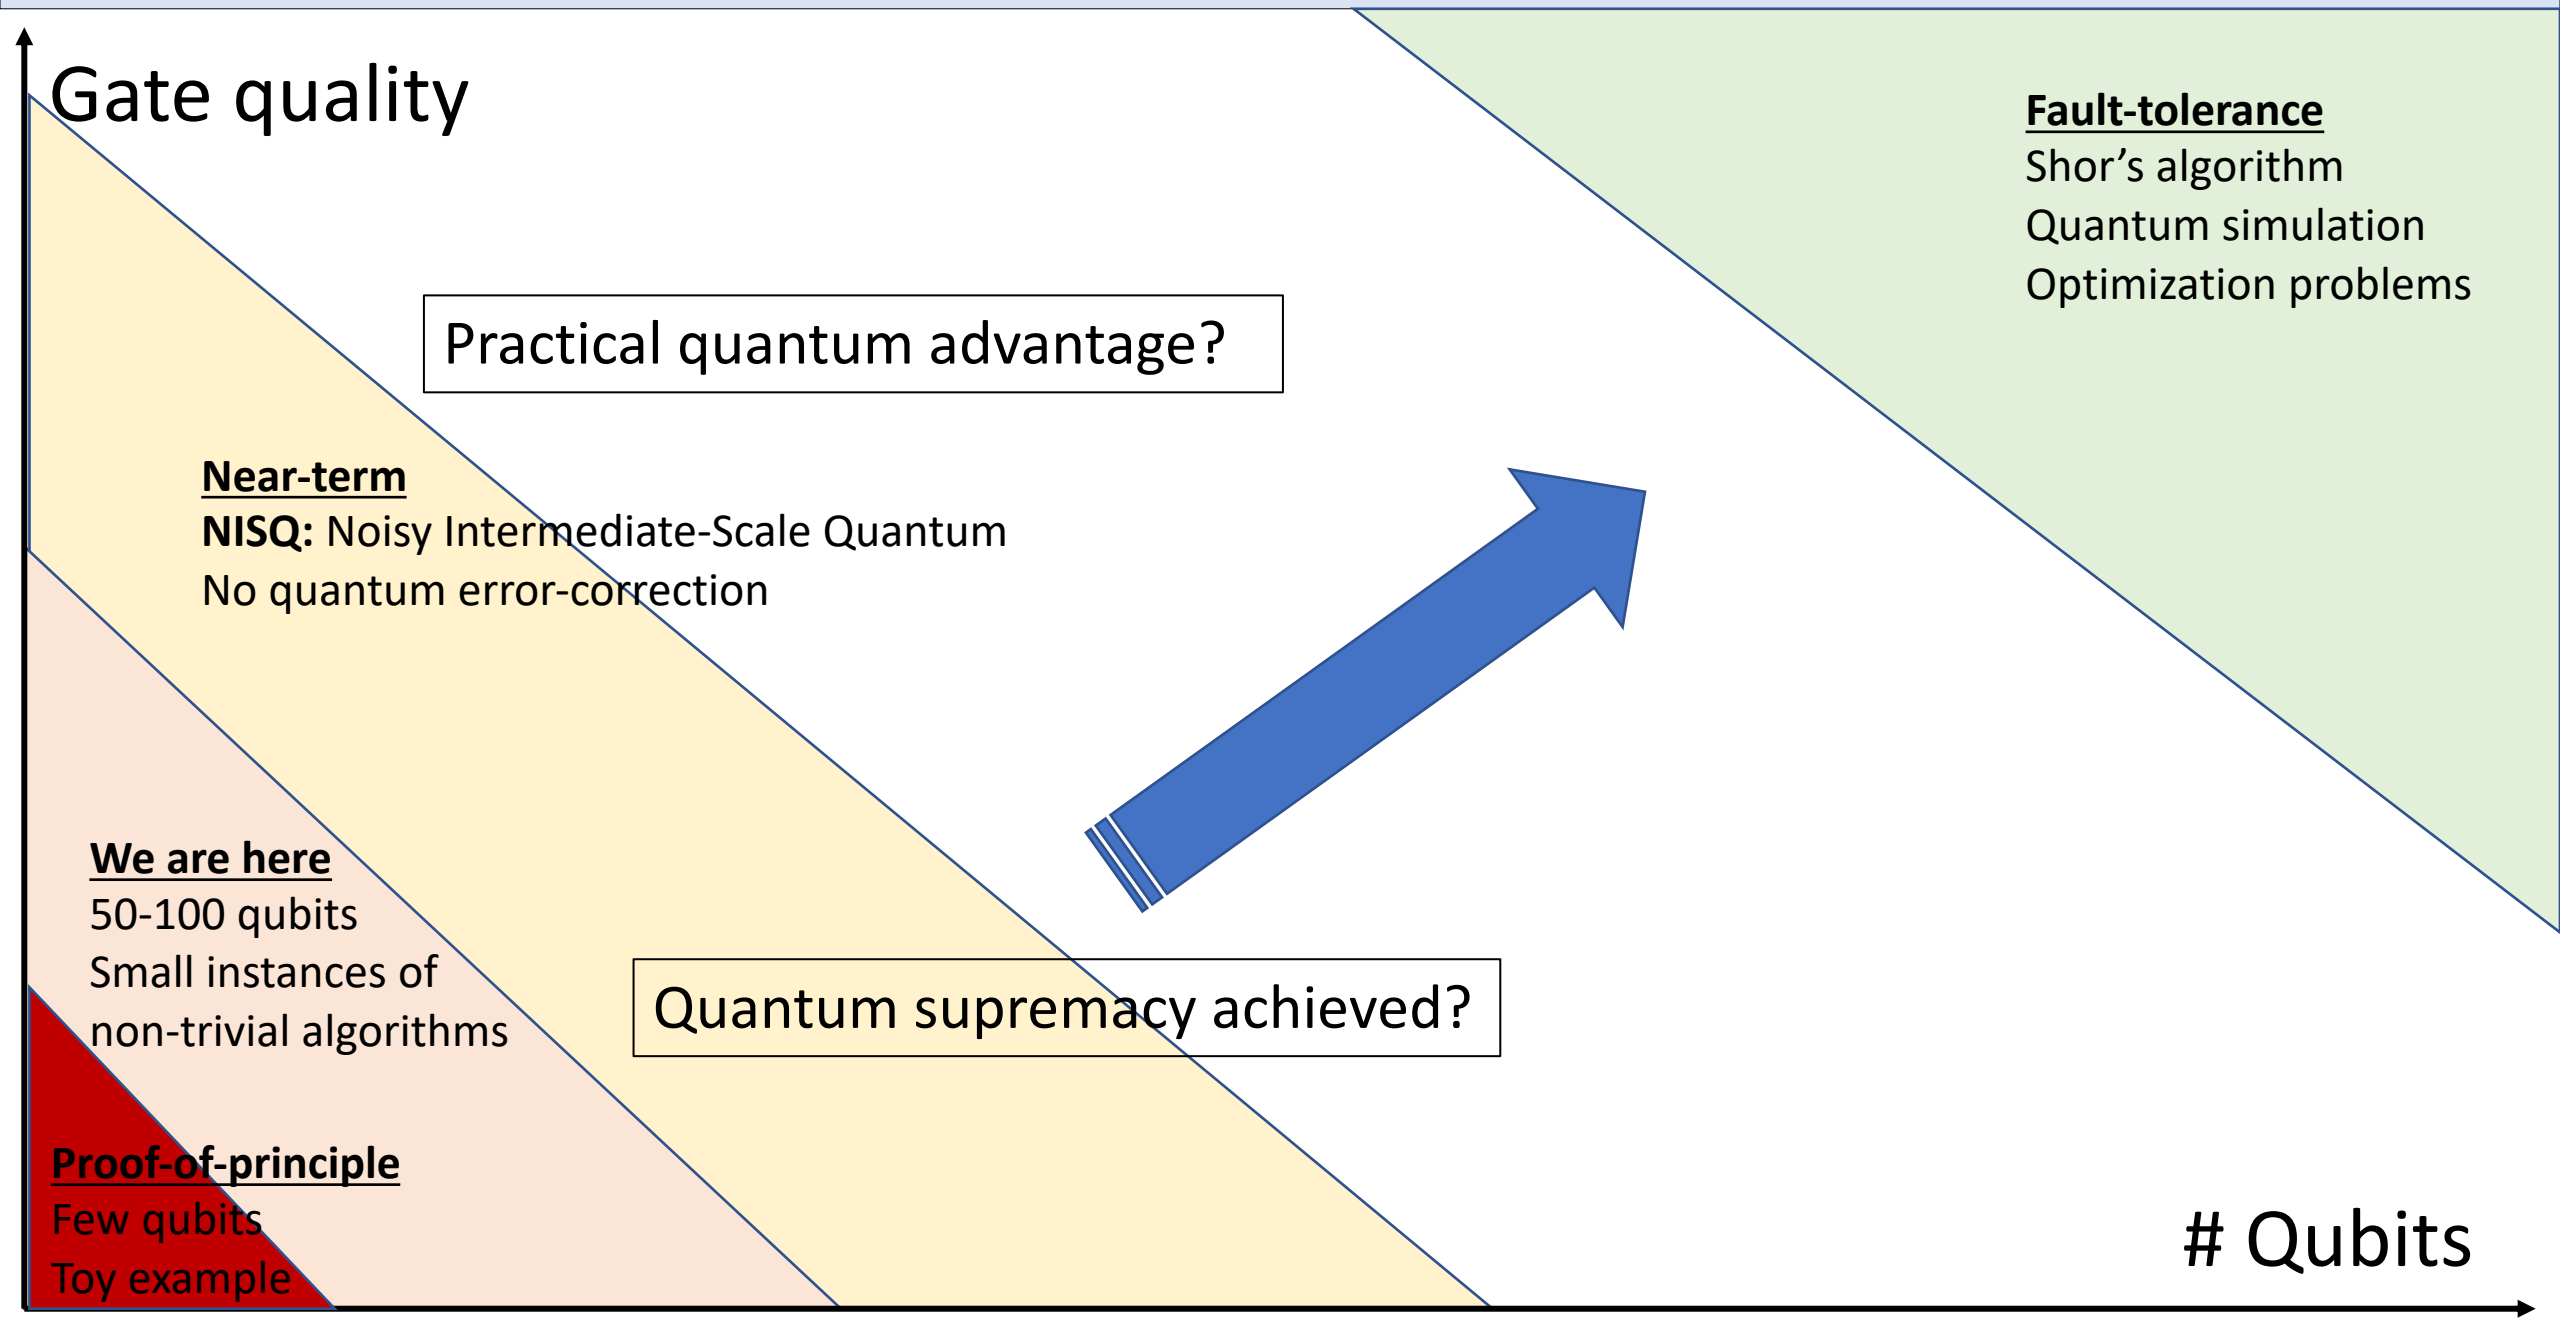 Gate quality
Fault-tolerance
Shor’s algorithm
Quantum simulation
Optimization problems
Practical quantum advantage?
Near-term
NISQ: Noisy Intermediate-Scale Quantum
No quantum error-correction
We are here
50-100 qubits
Small instances of
non-trivial algorithms
Quantum supremacy achieved?
Proof-of-principle
Few qubits
Toy example
# Qubits